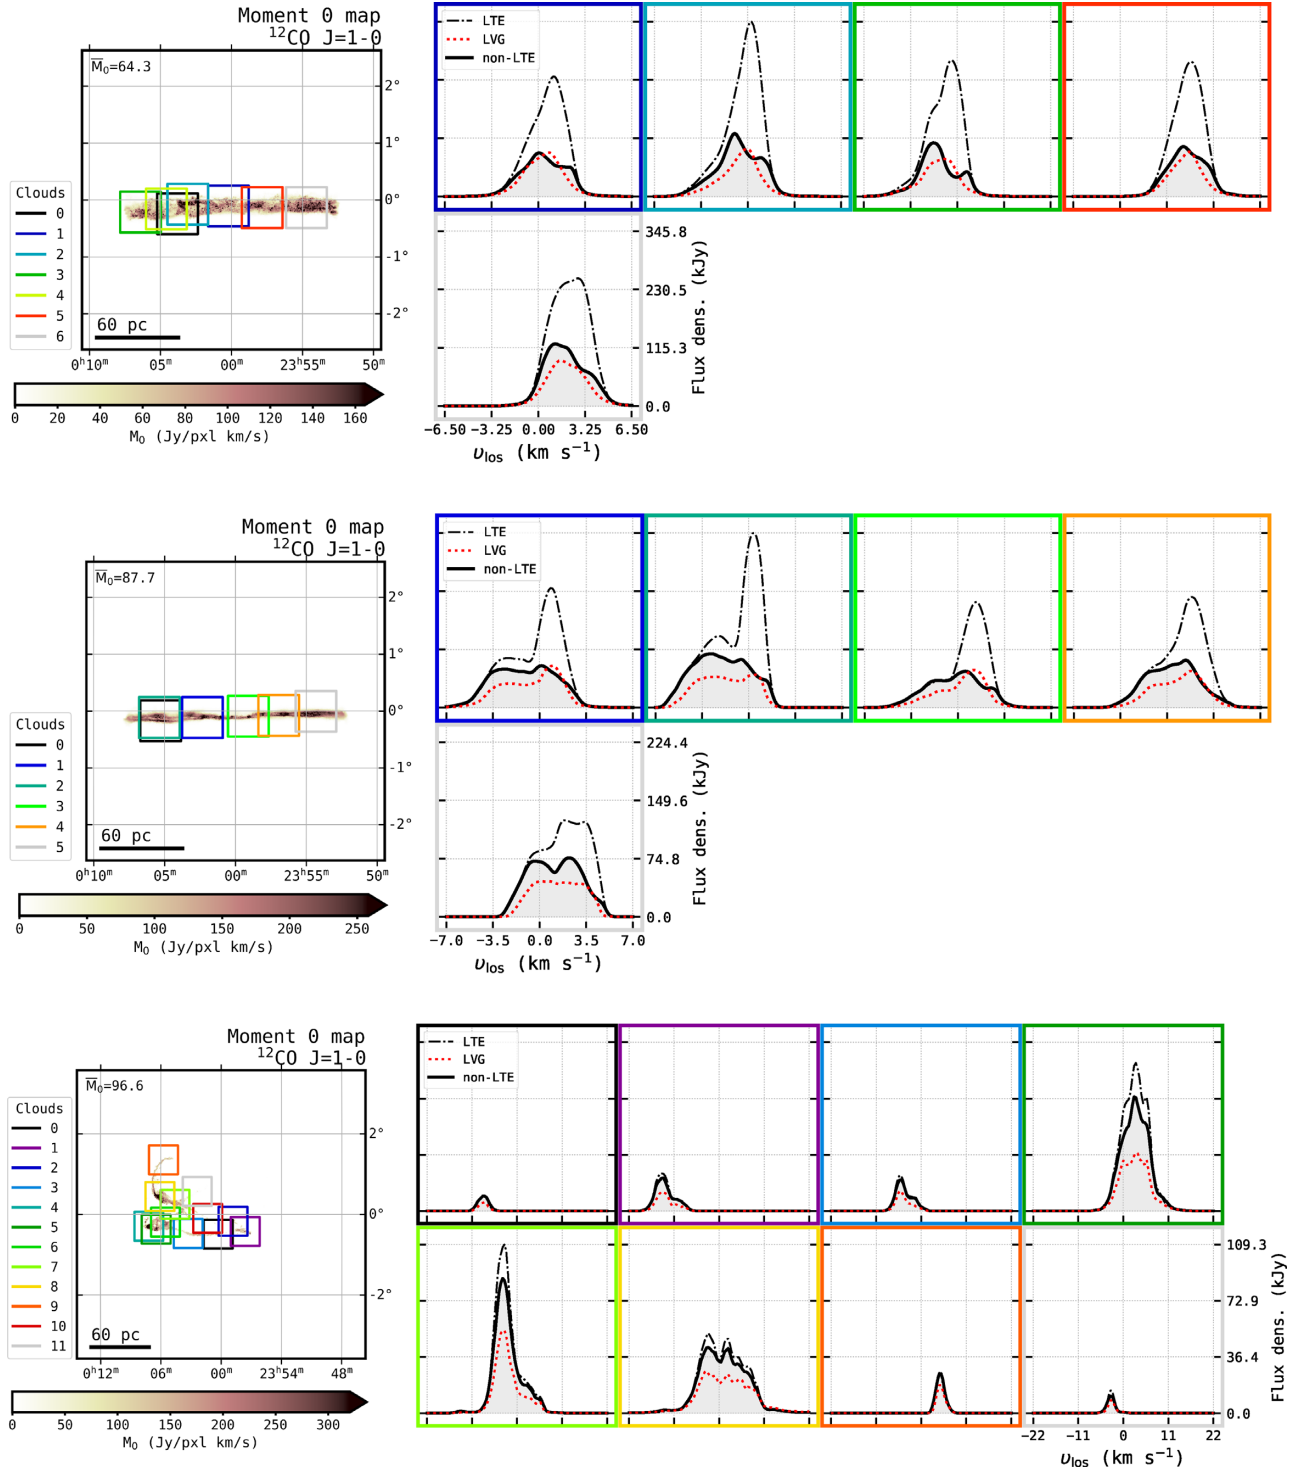 Moment 0 map
¹²CO J=1-0
M̅₀=64.3
2°
1°
0°
-1°
-2°
Clouds
0
1
2
3
4
5
6
60 pc
0ʰ10ᵐ 05ᵐ 00ᵐ 23ʰ55ᵐ 50ᵐ
0 20 40 60 80 100 120 140 160
M₀ (Jy/pxl km/s)
LTE
LVG
non-LTE
345.8
230.5
115.3
0.0
Flux dens. (kJy)
−6.50 −3.25 0.00 3.25 6.50
υ_los (km s⁻¹)
Moment 0 map
¹²CO J=1-0
M̅₀=87.7
2°
1°
0°
-1°
-2°
Clouds
0
1
2
3
4
5
60 pc
0ʰ10ᵐ 05ᵐ 00ᵐ 23ʰ55ᵐ 50ᵐ
0 50 100 150 200 250
M₀ (Jy/pxl km/s)
LTE
LVG
non-LTE
224.4
149.6
74.8
0.0
Flux dens. (kJy)
−7.0 −3.5 0.0 3.5 7.0
υ_los (km s⁻¹)
Moment 0 map
¹²CO J=1-0
M̅₀=96.6
2°
0°
-2°
Clouds
0
1
2
3
4
5
6
7
8
9
10
11
60 pc
0ʰ12ᵐ 06ᵐ 00ᵐ 23ʰ54ᵐ 48ᵐ
0 50 100 150 200 250 300
M₀ (Jy/pxl km/s)
LTE
LVG
non-LTE
109.3
72.9
36.4
0.0
Flux dens. (kJy)
−22 −11 0 11 22
υ_los (km s⁻¹)